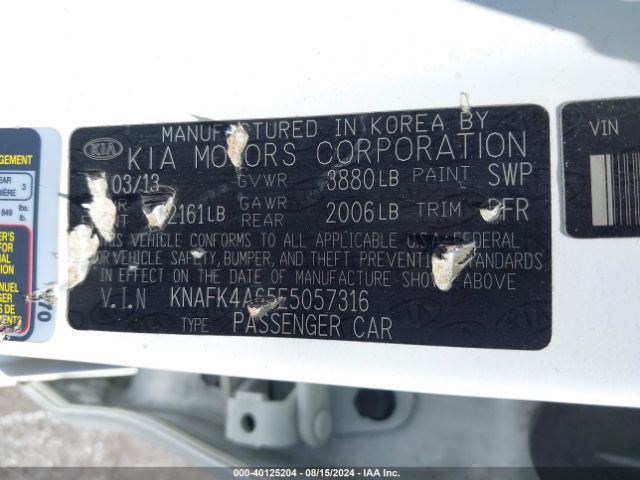 MANUFACTURED IN KOREA BY
KIA KIA MOTORS CORPORATION
03/13 GVWR 3880LB PAINT SWP
2161LB GAWR REAR 2006LB TRIM FR
THIS VEHICLE CONFORMS TO ALL APPLICABLE U.S.A. FEDERAL
MOTOR VEHICLE SAFETY, BUMPER, AND THEFT PREVENTION STANDARDS
IN EFFECT ON THE DATE OF MANUFACTURE SHOWN ABOVE
V.I.N KNAFK4A65E5057316
TYPE PASSENGER CAR
VIN
000-40125204 - 08/15/2024 - IAA Inc.